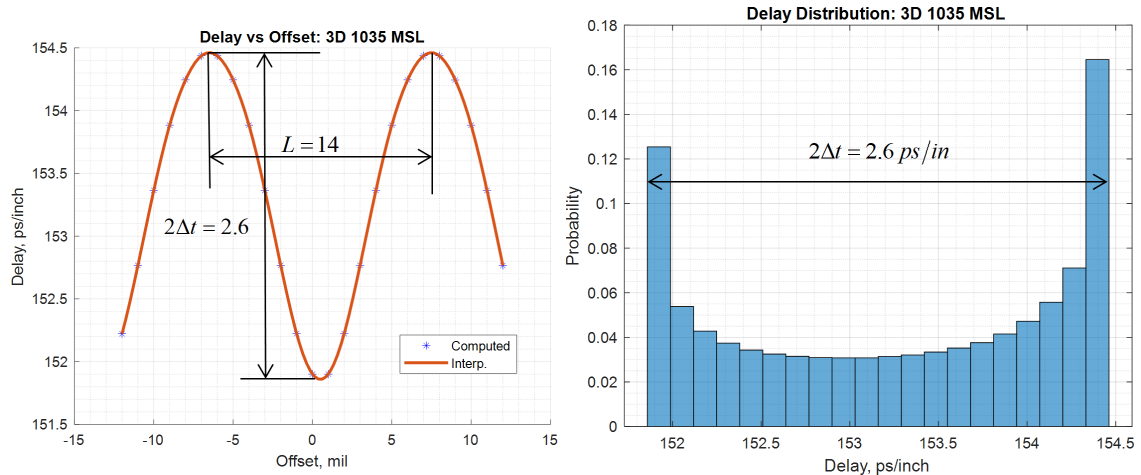 Delay vs Offset: 3D 1035 MSL
154.5
154
153.5
153
152.5
152
151.5
Delay, ps/inch
L = 14
2Δt = 2.6
Computed
Interp.
-15
-10
-5
0
5
10
15
Offset, mil
Delay Distribution: 3D 1035 MSL
0.18
0.16
0.14
0.12
0.1
0.08
0.06
0.04
0.02
0
Probability
2Δt = 2.6 ps/in
152
152.5
153
153.5
154
154.5
Delay, ps/inch